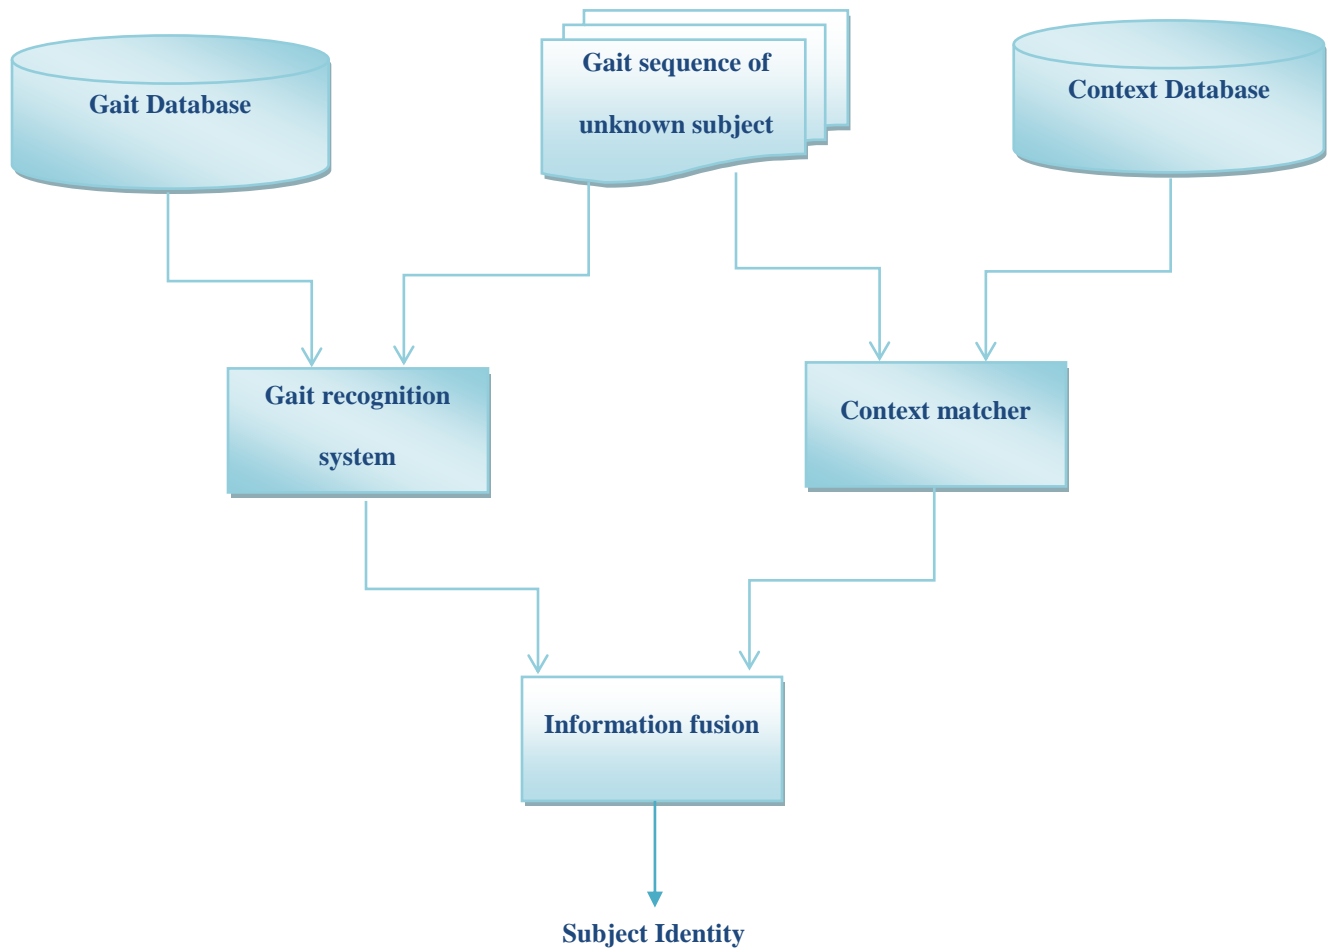 Gait Database
Gait sequence of
unknown subject
Context Database
Gait recognition
system
Context matcher
Information fusion
Subject Identity